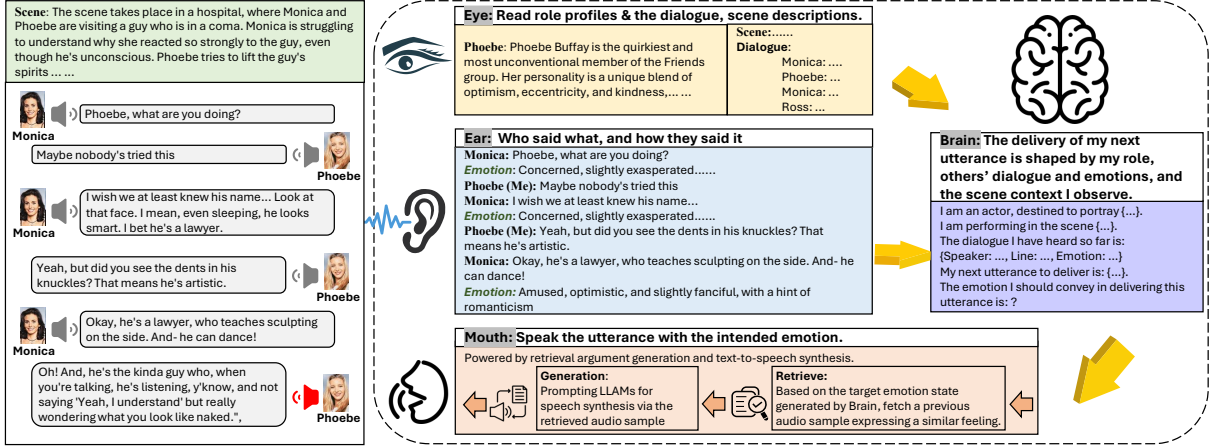 Scene: The scene takes place in a hospital, where Monica and
Phoebe are visiting a guy who is in a coma. Monica is struggling
to understand why she reacted so strongly to the guy, even
though he's unconscious. Phoebe tries to lift the guy's
spirits ... ...
Phoebe, what are you doing?
Monica
Maybe nobody's tried this
Phoebe
I wish we at least knew his name... Look at
that face. I mean, even sleeping, he looks
smart. I bet he's a lawyer.
Monica
Yeah, but did you see the dents in his
knuckles? That means he's artistic.
Phoebe
Okay, he's a lawyer, who teaches sculpting
on the side. And- he can dance!
Monica
Oh! And, he's the kinda guy who, when
you're talking, he's listening, y'know, and not
saying 'Yeah, I understand' but really
wondering what you look like naked.",
Phoebe
Eye: Read role profiles & the dialogue, scene descriptions.
Phoebe: Phoebe Buffay is the quirkiest and
most unconventional member of the Friends
group. Her personality is a unique blend of
optimism, eccentricity, and kindness,... ...
Scene:......
Dialogue:
Monica: ....
Phoebe: ...
Monica: ...
Ross: ...
Ear: Who said what, and how they said it
Monica: Phoebe, what are you doing?
Emotion: Concerned, slightly exasperated......
Phoebe (Me): Maybe nobody's tried this
Monica: I wish we at least knew his name...
Emotion: Concerned, slightly exasperated......
Phoebe (Me): Yeah, but did you see the dents in his knuckles? That
means he's artistic.
Monica: Okay, he's a lawyer, who teaches sculpting on the side. And- he
can dance!
Emotion: Amused, optimistic, and slightly fanciful, with a hint of
romanticism
Brain: The delivery of my next
utterance is shaped by my role,
others' dialogue and emotions, and
the scene context I observe.
I am an actor, destined to portray {...}.
I am performing in the scene {...}.
The dialogue I have heard so far is:
{Speaker: ..., Line: ..., Emotion: ...}
My next utterance to deliver is: {...}.
The emotion I should convey in delivering this
utterance is: ?
Mouth: Speak the utterance with the intended emotion.
Powered by retrieval argument generation and text-to-speech synthesis.
Generation:
Prompting LLAMs for
speech synthesis via the
retrieved audio sample
Retrieve:
Based on the target emotion state
generated by Brain, fetch a previous
audio sample expressing a similar feeling.